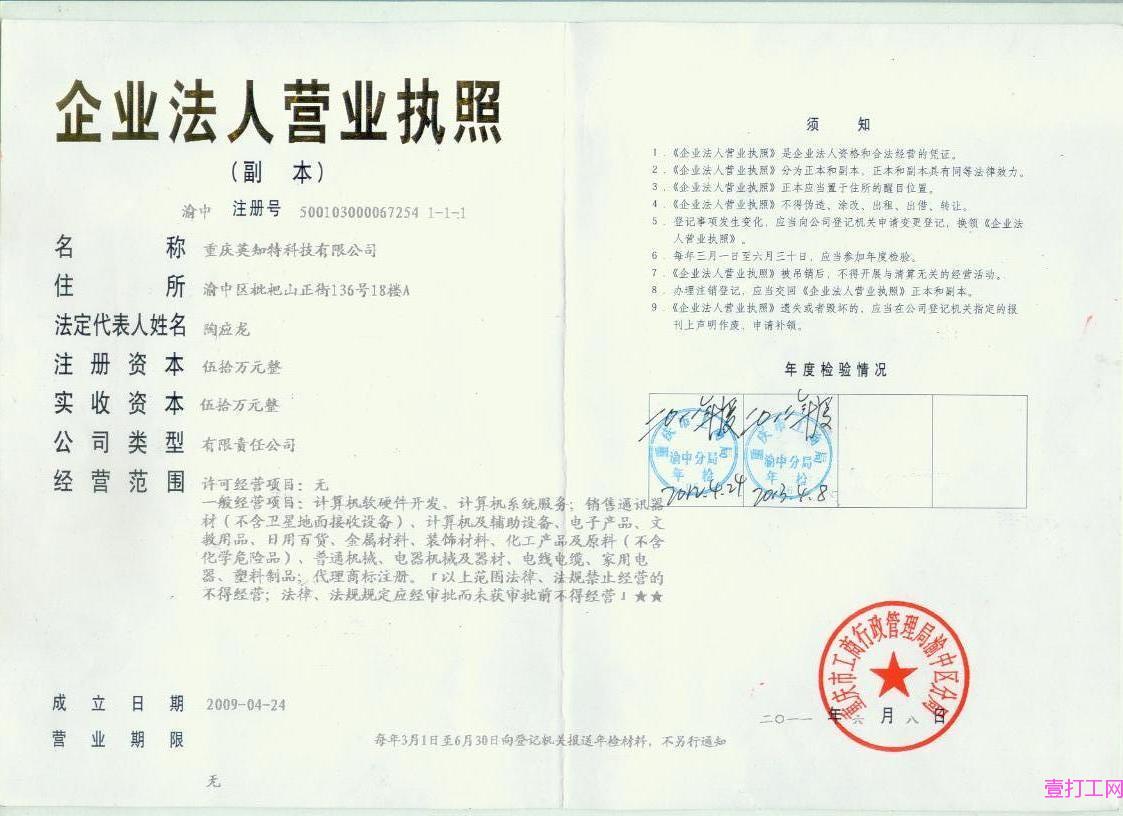 企业法人营业执照
(副 本)
渝中 注册号 500103000067254 1-1-1
名 称 重庆英知特科技有限公司
住 所 渝中区枇杷山正街136号18楼A
法定代表人姓名 陶应龙
注 册 资 本 伍拾万元整
实 收 资 本 伍拾万元整
公 司 类 型 有限责任公司
经 营 范 围 许可经营项目:无
一般经营项目:计算机软硬件开发、计算机系统服务;销售通讯器
材(不含卫星地面接收设备)、计算机及辅助设备、电子产品、文
教用品、日用百货、金属材料、装饰材料、化工产品及原料(不含
化学危险品)、普通机械、电器机械及器材、电线电缆、家用电
器、塑料制品;代理商标注册。『以上范围法律、法规禁止经营的
不得经营;法律、法规规定应经审批而未获审批前不得经营』★★
成 立 日 期 2009-04-24
营 业 期 限
无
每年3月1日至6月30日向登记机关报送年检材料,不另行通知
须 知
1.《企业法人营业执照》是企业法人资格和合法经营的凭证。
2.《企业法人营业执照》分为正本和副本,正本和副本具有同等法律效力。
3.《企业法人营业执照》正本应当置于住所的醒目位置。
4.《企业法人营业执照》不得伪造、涂改、出租、出借、转让。
5.登记事项发生变化,应当向公司登记机关申请变更登记,换领《企业法
人营业执照》。
6.每年三月一日至六月三十日,应当参加年度检验。
7.《企业法人营业执照》被吊销后,不得开展与清算无关的经营活动。
8.办理注销登记,应当交回《企业法人营业执照》正本和副本。
9.《企业法人营业执照》遗失或者毁坏的,应当在公司登记机关指定的报
刊上声明作废,申请补领。
年度检验情况
渝中分局
年 检
2012.4.24
渝中分局
年 检
2013.4.8
重庆市工商行政管理局渝中区分局
二〇一一 年 六 月 八 日
壹打工网